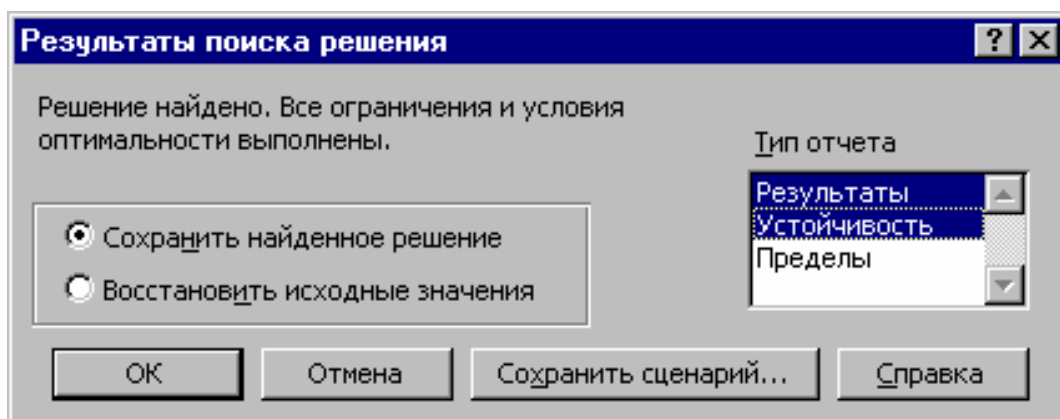 Результаты поиска решения
Решение найдено. Все ограничения и условия
оптимальности выполнены.
Тип отчета
Результаты
Устойчивость
Пределы
Сохранить найденное решение
Восстановить исходные значения
ОК
Отмена
Сохранить сценарий...
Справка